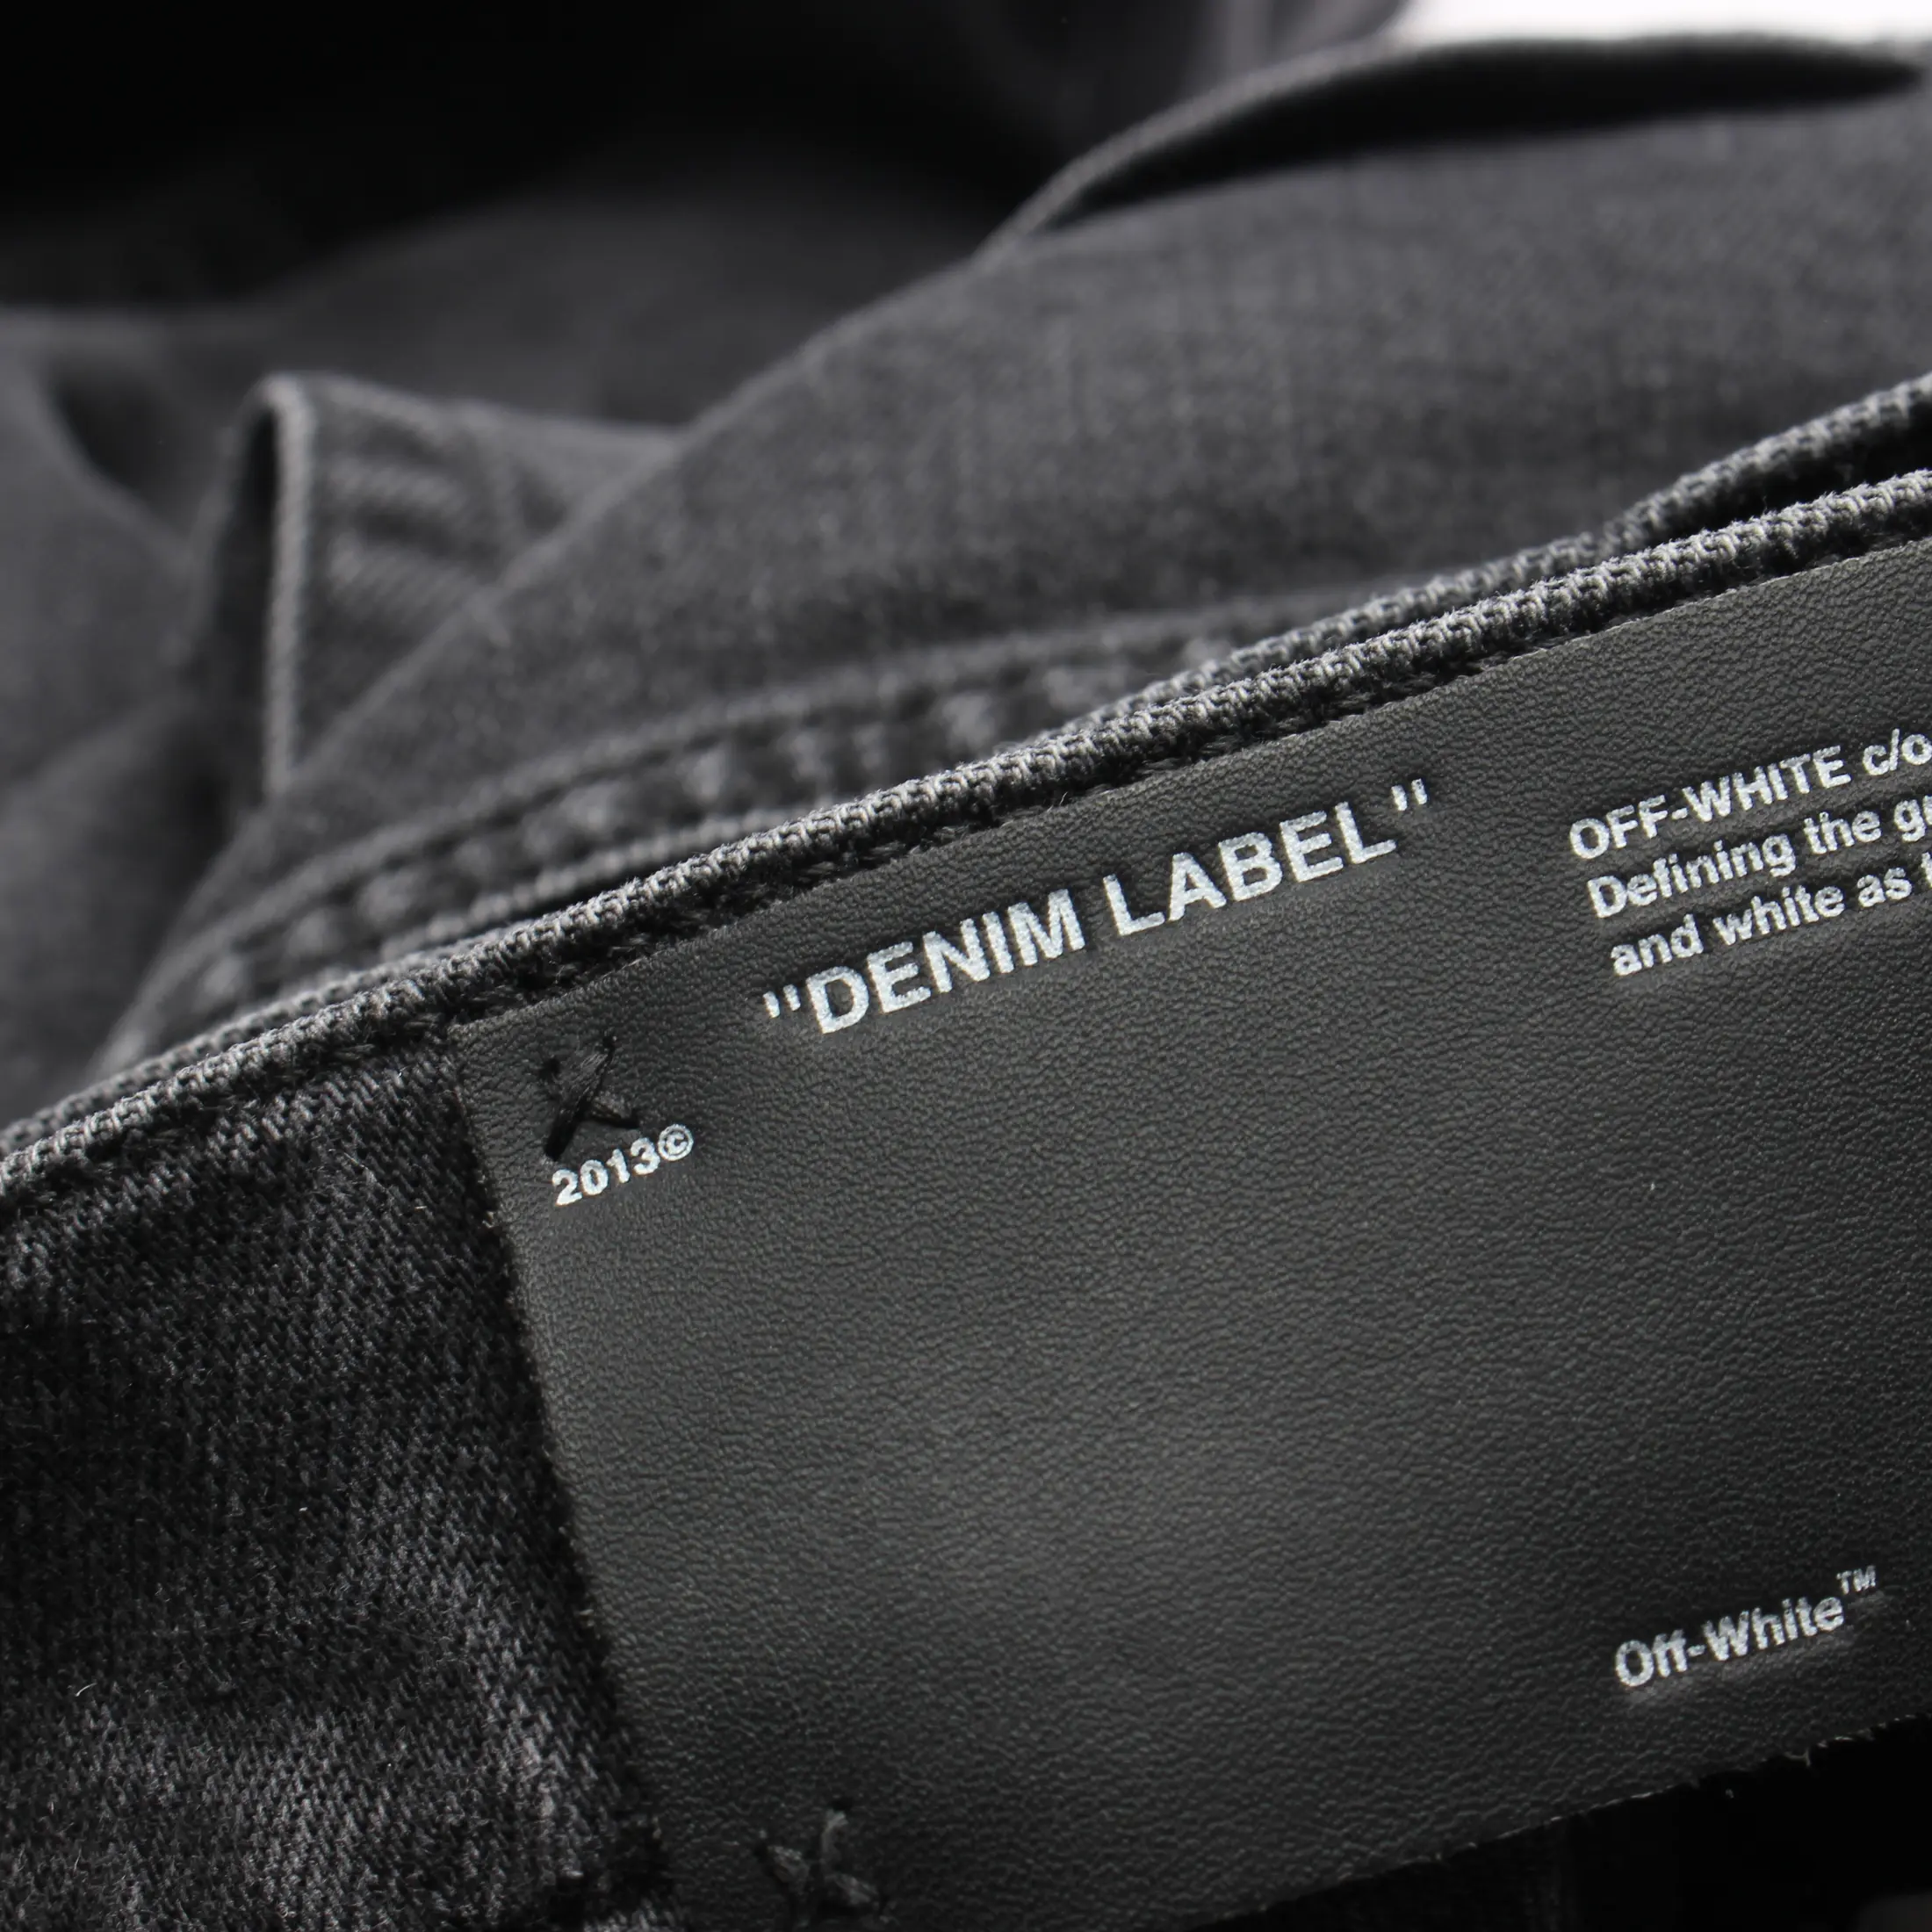 "DENIM LABEL"
OFF-WHITE c/o
Defining the
and white as
2013©
Off-White™